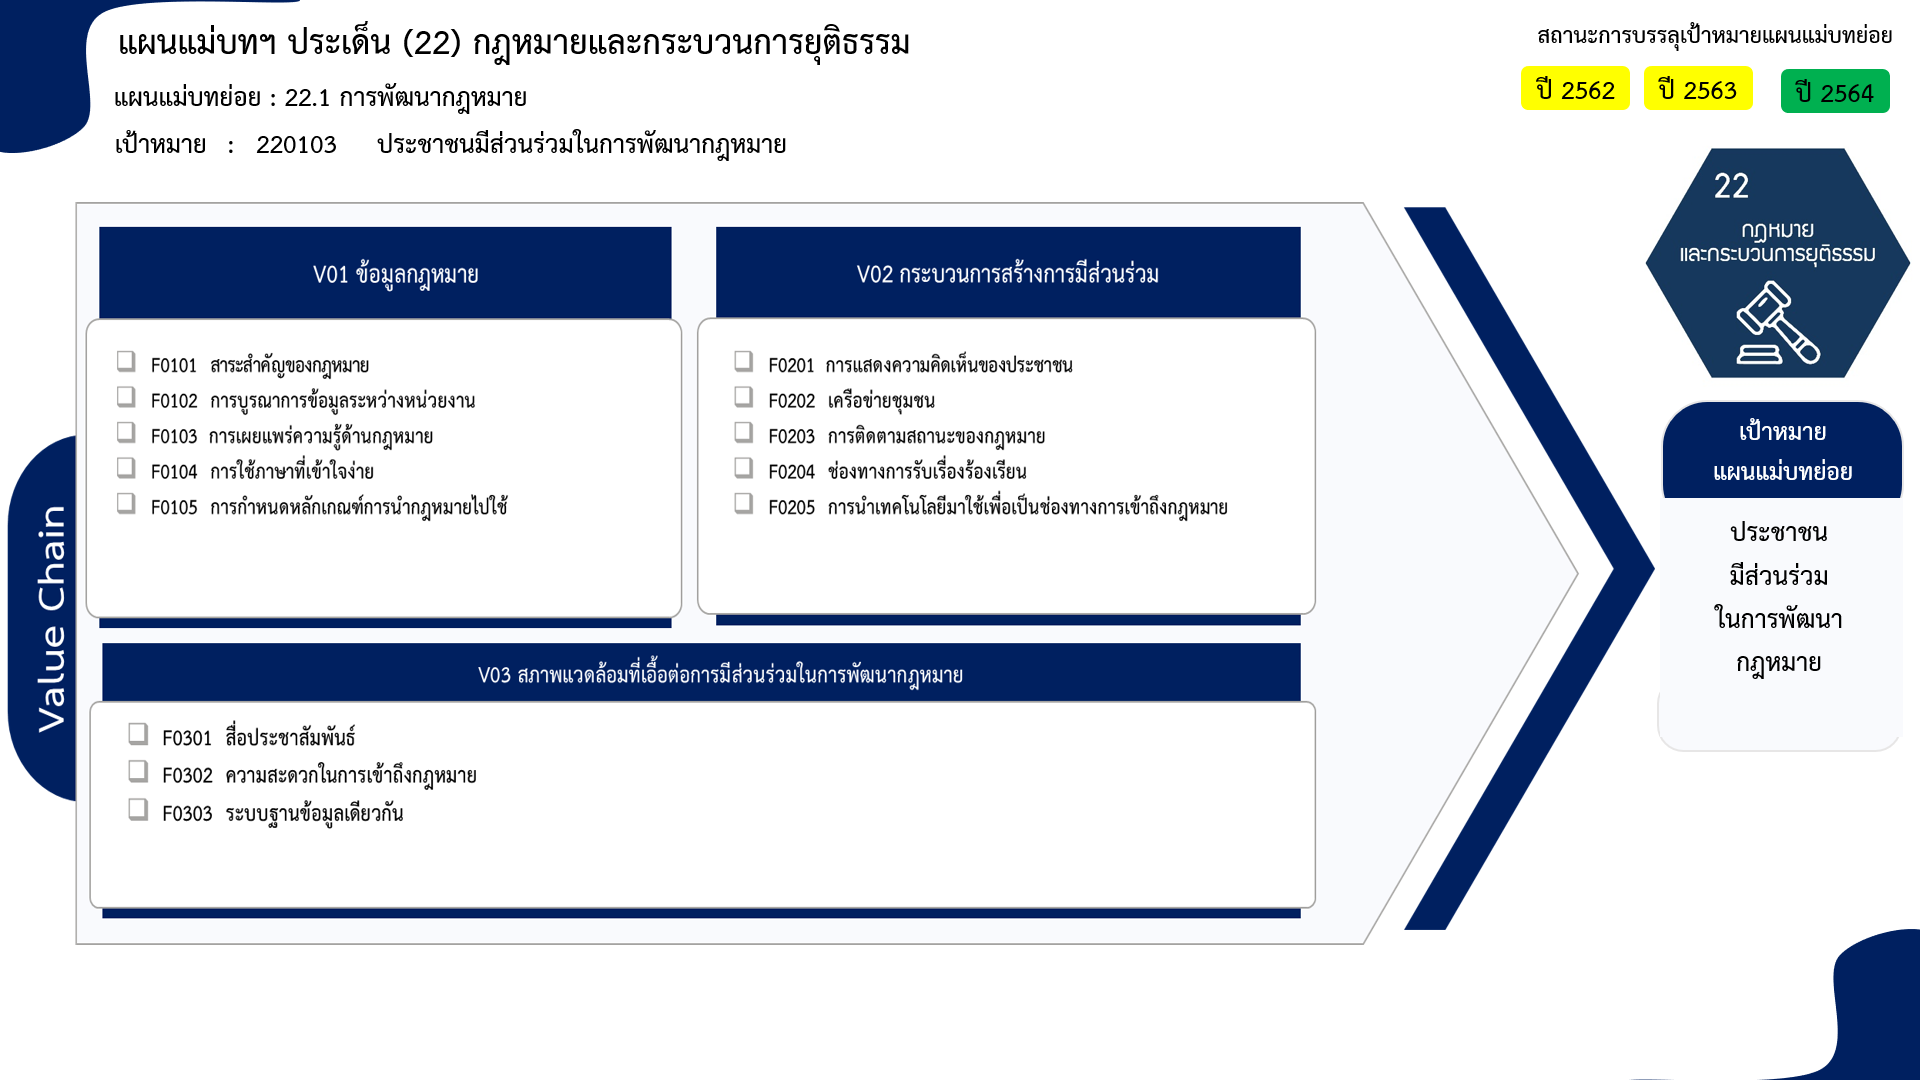 แผนแม่บทฯ ประเด็น (22) กฎหมายและกระบวนการยุติธรรม
แผนแม่บทย่อย : 22.1 การพัฒนากฎหมาย
เป้าหมาย : 220103 ประชาชนมีส่วนร่วมในการพัฒนากฎหมาย
สถานะการบรรลุเป้าหมายแผนแม่บทย่อย
ปี 2562 ปี 2563 ปี 2564
22
กฎหมาย
และกระบวนการยุติธรรม
Value Chain
V01 ข้อมูลกฎหมาย
F0101 สาระสำคัญของกฎหมาย
F0102 การบูรณาการข้อมูลระหว่างหน่วยงาน
F0103 การเผยแพร่ความรู้ด้านกฎหมาย
F0104 การใช้ภาษาที่เข้าใจง่าย
F0105 การกำหนดหลักเกณฑ์การนำกฎหมายไปใช้
V02 กระบวนการสร้างการมีส่วนร่วม
F0201 การแสดงความคิดเห็นของประชาชน
F0202 เครือข่ายชุมชน
F0203 การติดตามสถานะของกฎหมาย
F0204 ช่องทางการรับเรื่องร้องเรียน
F0205 การนำเทคโนโลยีมาใช้เพื่อเป็นช่องทางการเข้าถึงกฎหมาย
V03 สภาพแวดล้อมที่เอื้อต่อการมีส่วนร่วมในการพัฒนากฎหมาย
F0301 สื่อประชาสัมพันธ์
F0302 ความสะดวกในการเข้าถึงกฎหมาย
F0303 ระบบฐานข้อมูลเดียวกัน
เป้าหมาย
แผนแม่บทย่อย
ประชาชน
มีส่วนร่วม
ในการพัฒนา
กฎหมาย